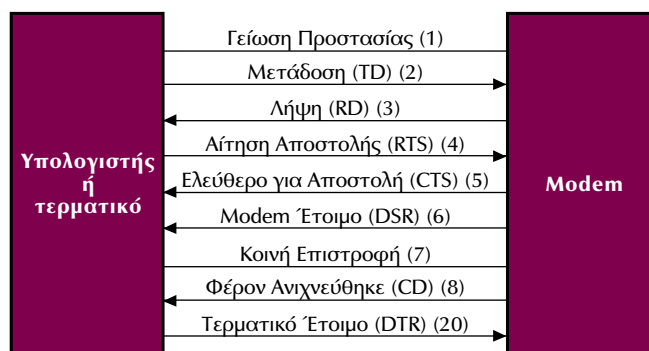 Γείωση Προστασίας (1)
Μετάδοση (TD) (2)
Λήψη (RD) (3)
Αίτηση Αποστολής (RTS) (4)
Ελεύθερο για Αποστολή (CTS) (5)
Modem Έτοιμο (DSR) (6)
Κοινή Επιστροφή (7)
Φέρον Ανιχνεύθηκε (CD) (8)
Τερματικό Έτοιμο (DTR) (20)
Υπολογιστής
ή
τερματικό
Modem